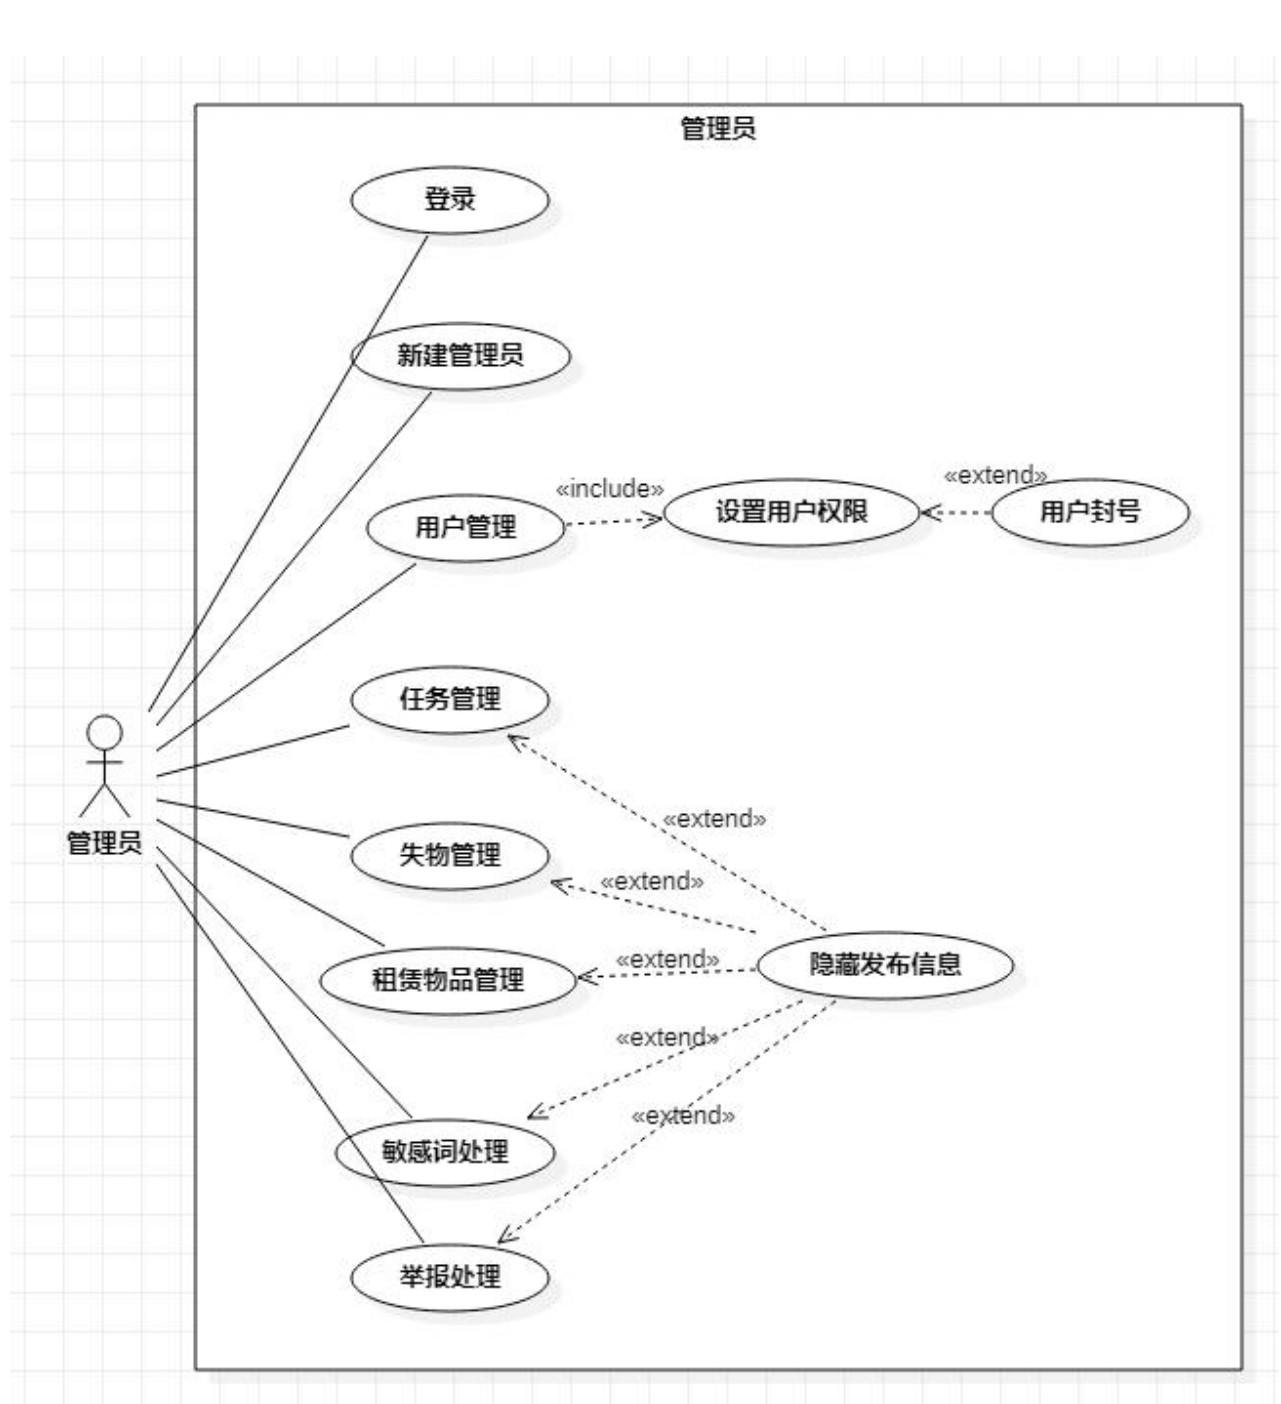 管理员
登录
新建管理员
«include»
«extend»
用户管理
设置用户权限
用户封号
任务管理
«extend»
管理员
失物管理
«extend»
租赁物品管理
«extend»
隐藏发布信息
«extend»
«extend»
敏感词处理
举报处理